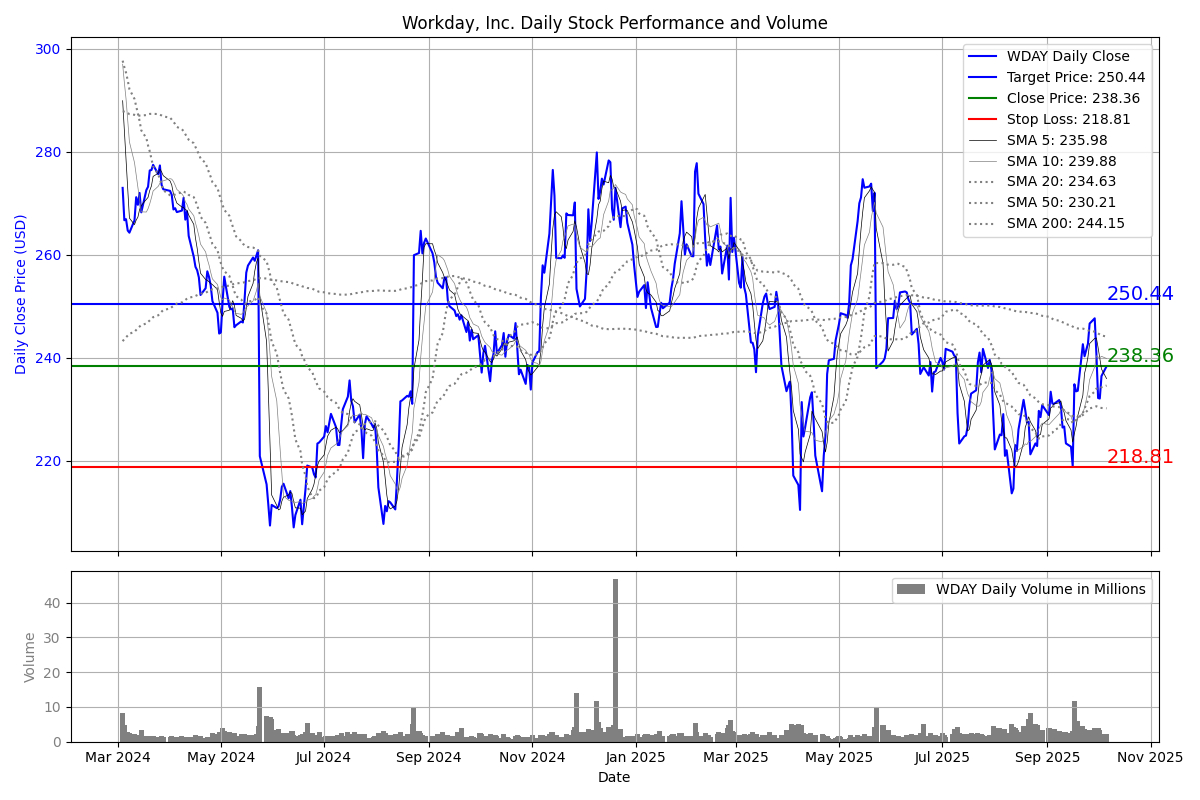 Workday, Inc. Daily Stock Performance and Volume
Daily Close Price (USD)
300
280
260
240
220
WDAY Daily Close
Target Price: 250.44
Close Price: 238.36
Stop Loss: 218.81
SMA 5: 235.98
SMA 10: 239.88
SMA 20: 234.63
SMA 50: 230.21
SMA 200: 244.15
250.44
238.36
218.81
Volume
40
30
20
10
0
WDAY Daily Volume in Millions
Mar 2024 May 2024 Jul 2024 Sep 2024 Nov 2024 Jan 2025 Mar 2025 May 2025 Jul 2025 Sep 2025 Nov 2025
Date